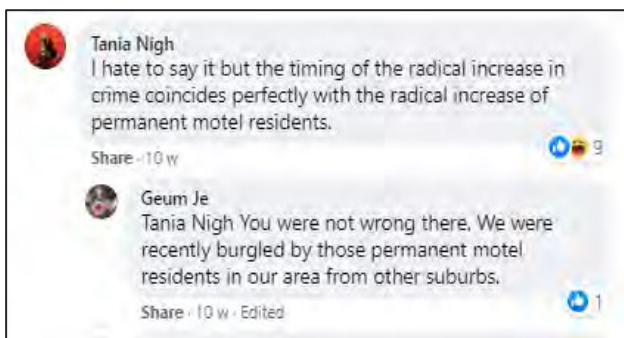 Tania Nigh
I hate to say it but the timing of the radical increase in
crime coincides perfectly with the radical increase of
permanent motel residents.
Share · 10 w
9
Geum Je
Tania Nigh You were not wrong there. We were
recently burgled by those permanent motel
residents in our area from other suburbs.
Share · 10 w · Edited
1